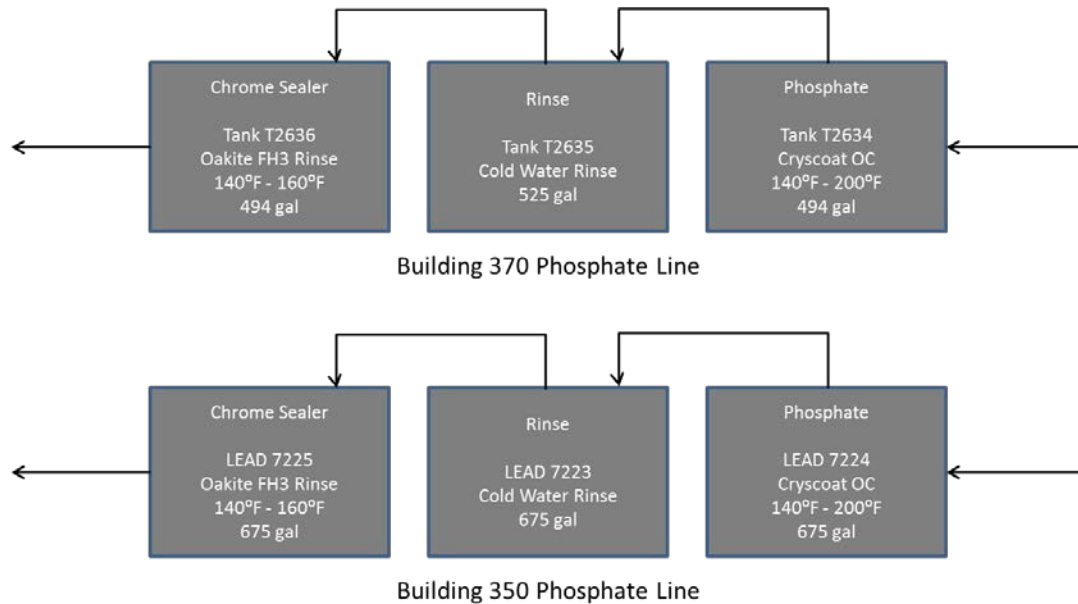 Chrome Sealer
Tank T2636
Oakite FH3 Rinse
140°F - 160°F
494 gal
Rinse
Tank T2635
Cold Water Rinse
525 gal
Phosphate
Tank T2634
Cryscoat OC
140°F - 200°F
494 gal
Building 370 Phosphate Line
Chrome Sealer
LEAD 7225
Oakite FH3 Rinse
140°F - 160°F
675 gal
Rinse
LEAD 7223
Cold Water Rinse
675 gal
Phosphate
LEAD 7224
Cryscoat OC
140°F - 200°F
675 gal
Building 350 Phosphate Line